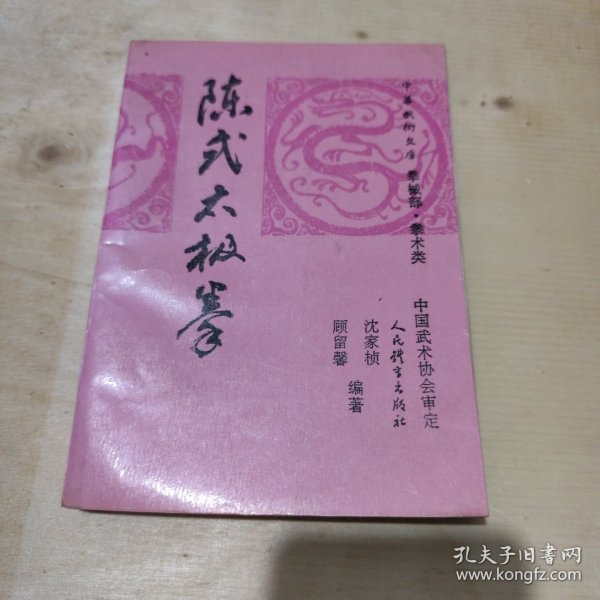 陈式太极拳
中华武术文库
拳械部·拳术类
中国武术协会审定
人民体育出版社
沈家桢
顾留馨
编著
孔夫子旧书网
www.kongfz.com